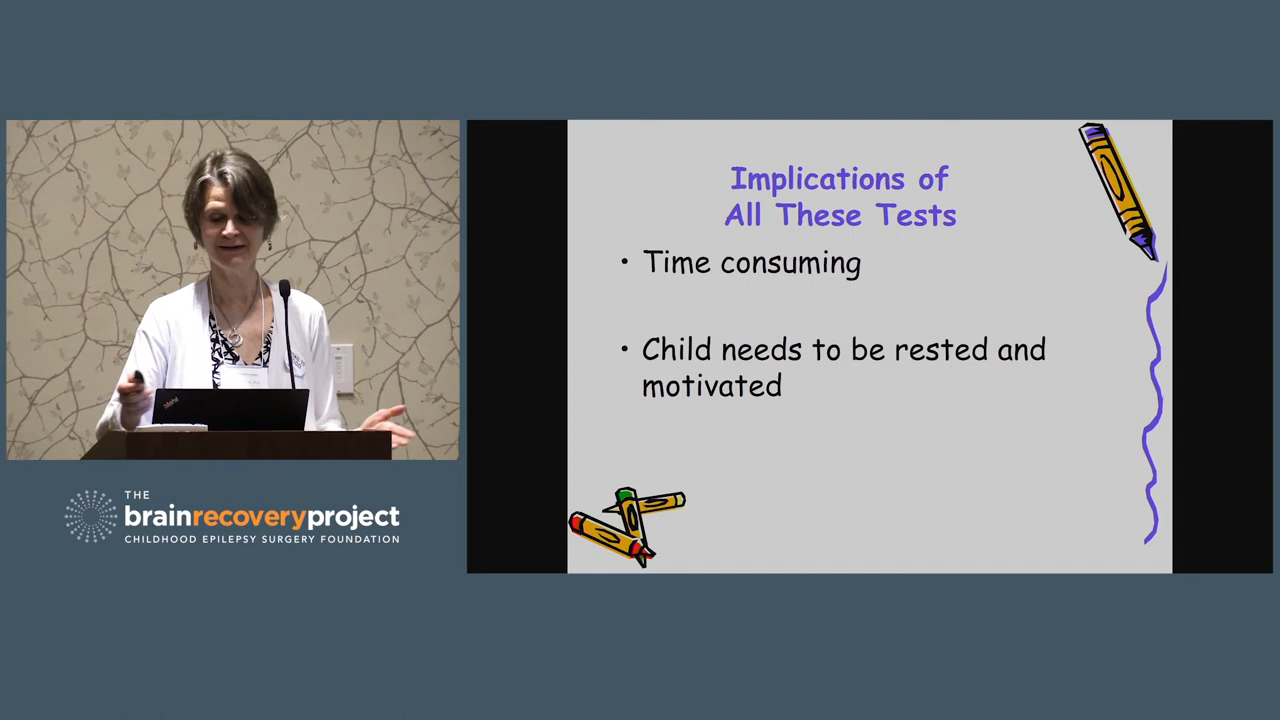 Implications of
All These Tests
• Time consuming
• Child needs to be rested and
motivated
THE
brainrecoveryproject
CHILDHOOD EPILEPSY SURGERY FOUNDATION